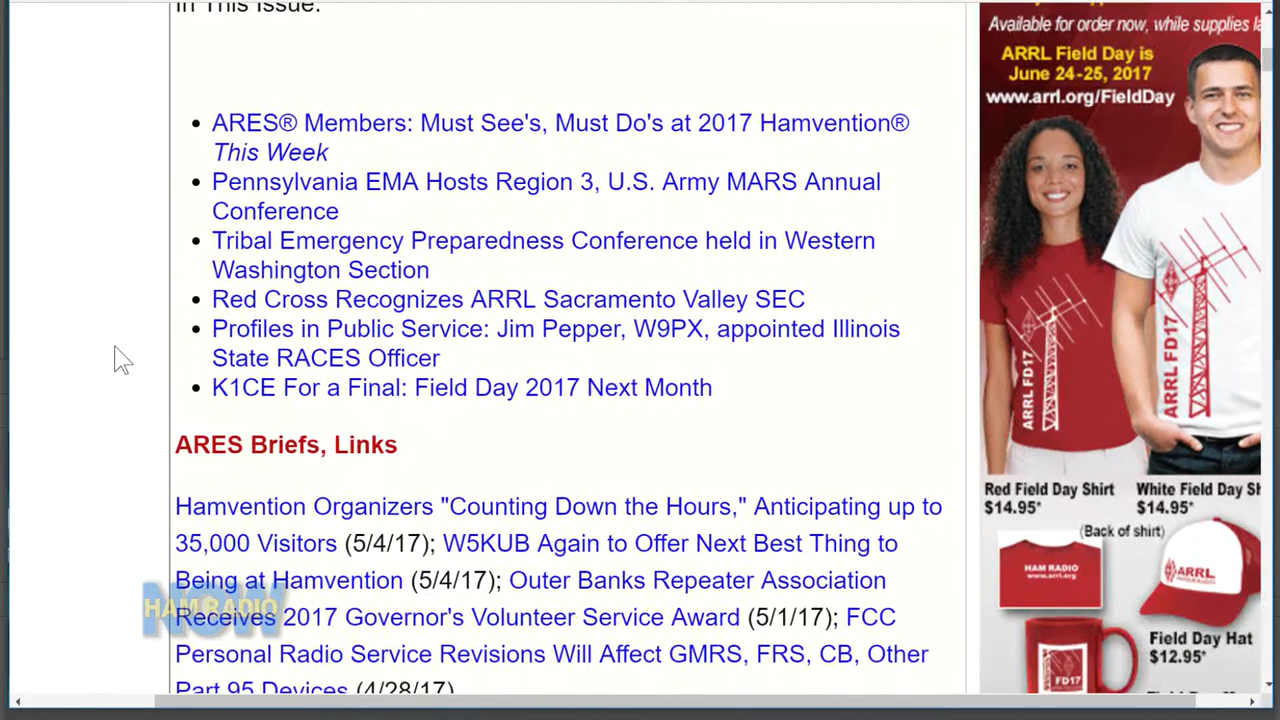 In This Issue:
ARES® Members: Must See's, Must Do's at 2017 Hamvention®
This Week
Pennsylvania EMA Hosts Region 3, U.S. Army MARS Annual
Conference
Tribal Emergency Preparedness Conference held in Western
Washington Section
Red Cross Recognizes ARRL Sacramento Valley SEC
Profiles in Public Service: Jim Pepper, W9PX, appointed Illinois
State RACES Officer
K1CE For a Final: Field Day 2017 Next Month
ARES Briefs, Links
Hamvention Organizers "Counting Down the Hours," Anticipating up to
35,000 Visitors (5/4/17); W5KUB Again to Offer Next Best Thing to
Being at Hamvention (5/4/17); Outer Banks Repeater Association
Receives 2017 Governor's Volunteer Service Award (5/1/17); FCC
Personal Radio Service Revisions Will Affect GMRS, FRS, CB, Other
Part 95 Devices (4/28/17)
HAM RADIO
NOW
Available for order now, while supplies la
ARRL Field Day is
June 24-25, 2017
www.arrl.org/FieldDay
ARRL FD17
ARRL FD17
Red Field Day Shirt
$14.95*
White Field Day Sh
$14.95*
(Back of shirt)
HAM RADIO
www.arrl.org
ARRL
Field Day Hat
$12.95*
FD17